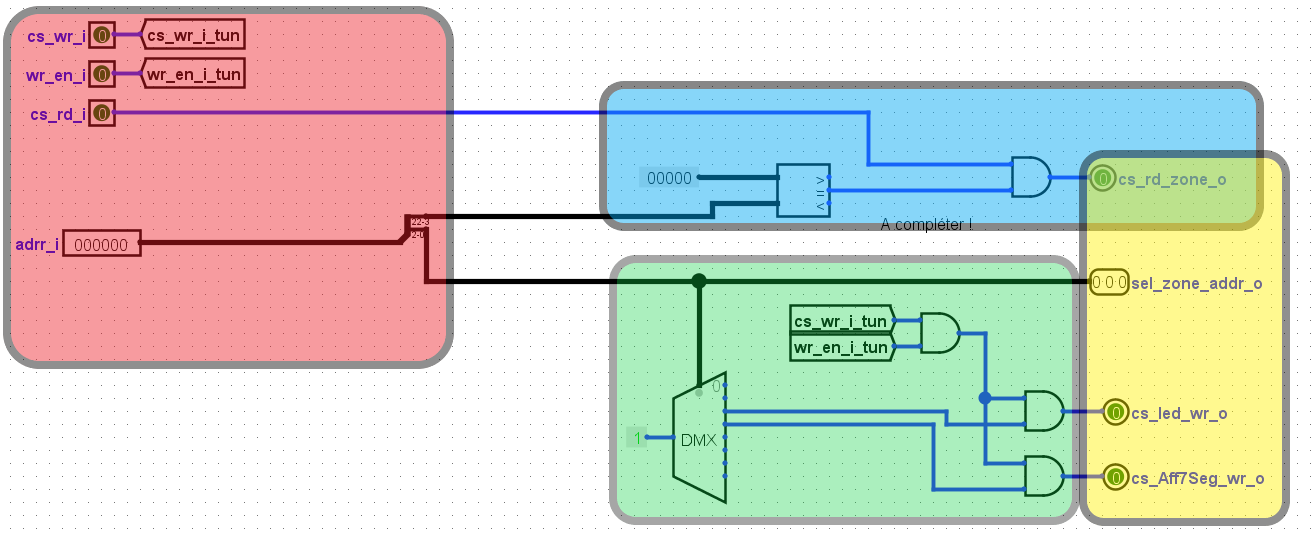 cs_wr_i 0 cs_wr_i_tun
wr_en_i 0 wr_en_i_tun
cs_rd_i 0
adrr_i 000000
22-3
2-0
00000
>
=
<
A compléter !
0 cs_rd_zone_o
0 0 0 sel_zone_addr_o
cs_wr_i_tun
wr_en_i_tun
0
1 DMX
0 cs_led_wr_o
0 cs_Aff7Seg_wr_o